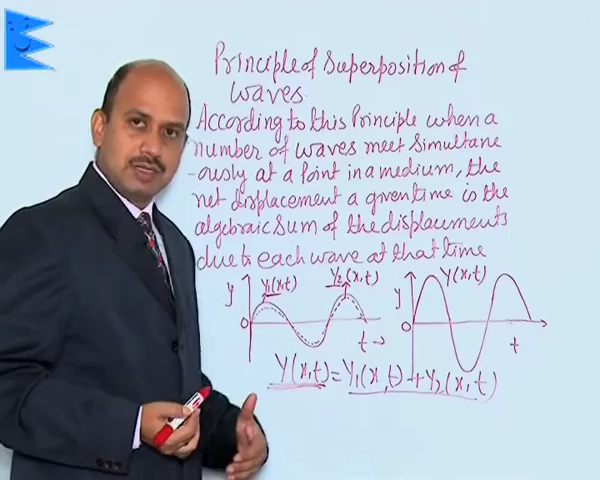 Principle of Superposition of
waves.
According to this Principle when a
number of waves meet Simultane
-ously at a Point in a medium, the
net displacement a given time is the
algebraic Sum of the displacements
due to each wave at that time
y Y1(x,t) Y2(x,t) y Y(x,t)
O t → O t
Y(x,t) = Y1(x,t) + Y2(x,t)